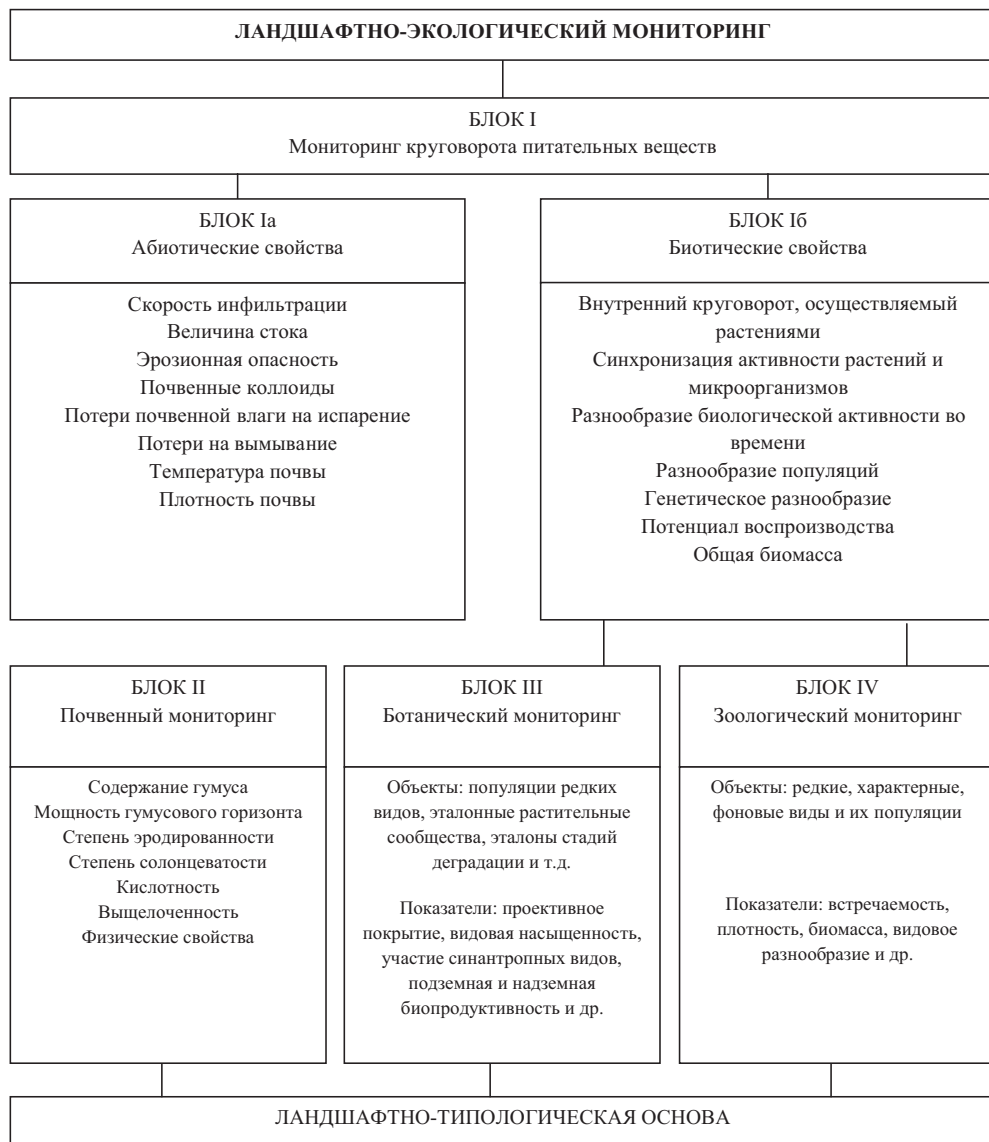 ЛАНДШАФТНО-ЭКОЛОГИЧЕСКИЙ МОНИТОРИНГ
БЛОК I
Мониторинг круговорота питательных веществ
БЛОК Iа
Абиотические свойства
Скорость инфильтрации
Величина стока
Эрозионная опасность
Почвенные коллоиды
Потери почвенной влаги на испарение
Потери на вымывание
Температура почвы
Плотность почвы
БЛОК Iб
Биотические свойства
Внутренний круговорот, осуществляемый
растениями
Синхронизация активности растений и
микроорганизмов
Разнообразие биологической активности во
времени
Разнообразие популяций
Генетическое разнообразие
Потенциал воспроизводства
Общая биомасса
БЛОК II
Почвенный мониторинг
Содержание гумуса
Мощность гумусового горизонта
Степень эродированности
Степень солонцеватости
Кислотность
Выщелоченность
Физические свойства
БЛОК III
Ботанический мониторинг
Объекты: популяции редких
видов, эталонные растительные
сообщества, эталоны стадий
деградации и т.д.
Показатели: проективное
покрытие, видовая насыщенность,
участие синантропных видов,
подземная и надземная
биопродуктивность и др.
БЛОК IV
Зоологический мониторинг
Объекты: редкие, характерные,
фоновые виды и их популяции
Показатели: встречаемость,
плотность, биомасса, видовое
разнообразие и др.
ЛАНДШАФТНО-ТИПОЛОГИЧЕСКАЯ ОСНОВА